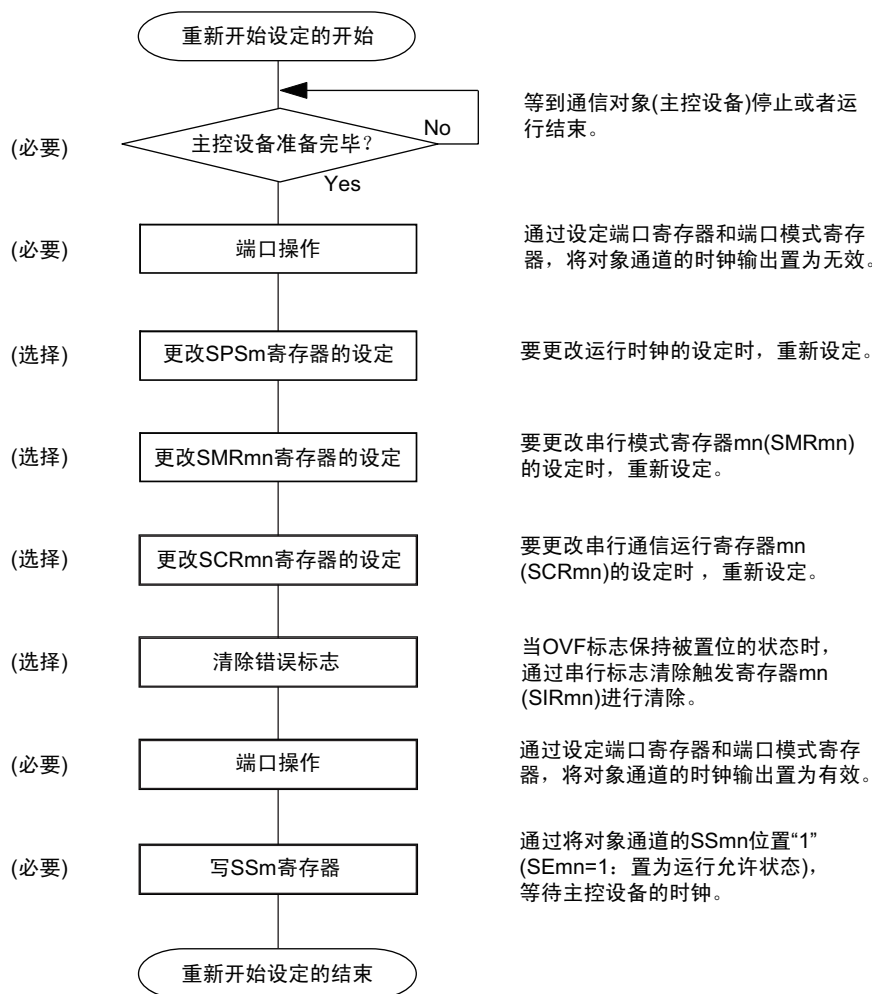 重新开始设定的开始
等到通信对象(主控设备)停止或者运
行结束。
No
(必要)
主控设备准备完毕？
Yes
(必要)
端口操作
通过设定端口寄存器和端口模式寄存
器，将对象通道的时钟输出置为无效。
(选择)
更改SPSm寄存器的设定
要更改运行时钟的设定时，重新设定。
(选择)
更改SMRmn寄存器的设定
要更改串行模式寄存器mn(SMRmn)
的设定时，重新设定。
(选择)
更改SCRmn寄存器的设定
要更改串行通信运行寄存器mn
(SCRmn)的设定时 ，重新设定。
(选择)
清除错误标志
当OVF标志保持被置位的状态时，
通过串行标志清除触发寄存器mn
(SIRmn)进行清除。
(必要)
端口操作
通过设定端口寄存器和端口模式寄存
器，将对象通道的时钟输出置为有效。
(必要)
写SSm寄存器
通过将对象通道的SSmn位置“1”
(SEmn=1：置为运行允许状态)，
等待主控设备的时钟。
重新开始设定的结束